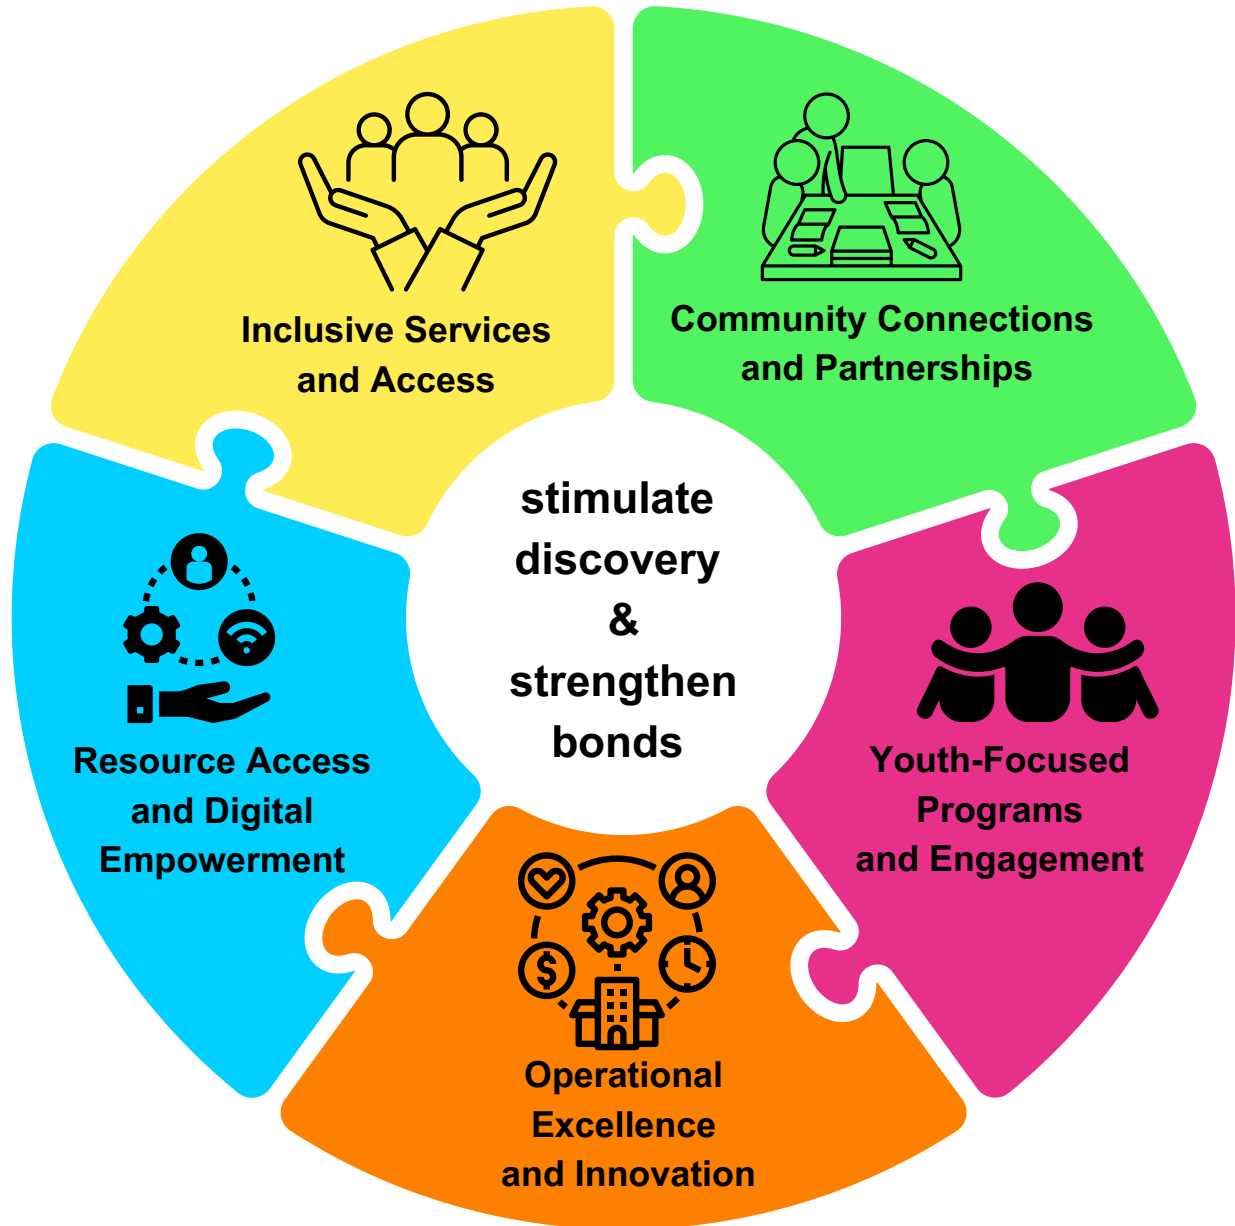 Inclusive Services
and Access
Community Connections
and Partnerships
stimulate
discovery
&
strengthen
bonds
Resource Access
and Digital
Empowerment
Youth-Focused
Programs
and Engagement
$
Operational
Excellence
and Innovation